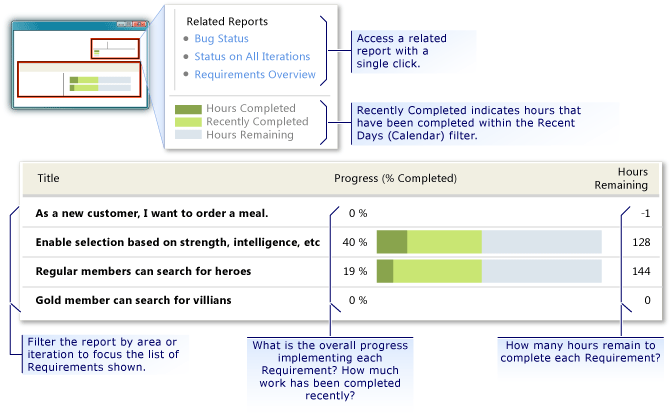 Related Reports
Bug Status
Status on All Iterations
Requirements Overview
Access a related
report with a
single click.
Hours Completed
Recently Completed
Hours Remaining
Recently Completed indicates hours that
have been completed within the Recent
Days (Calendar) filter.
Title Progress (% Completed) Hours
Remaining
As a new customer, I want to order a meal. 0 % -1
Enable selection based on strength, intelligence, etc 40 % 128
Regular members can search for heroes 19 % 144
Gold member can search for villians 0 % 0
Filter the report by area or
iteration to focus the list of
Requirements shown.
What is the overall progress
implementing each
Requirement? How much
work has been completed
recently?
How many hours remain to
complete each Requirement?